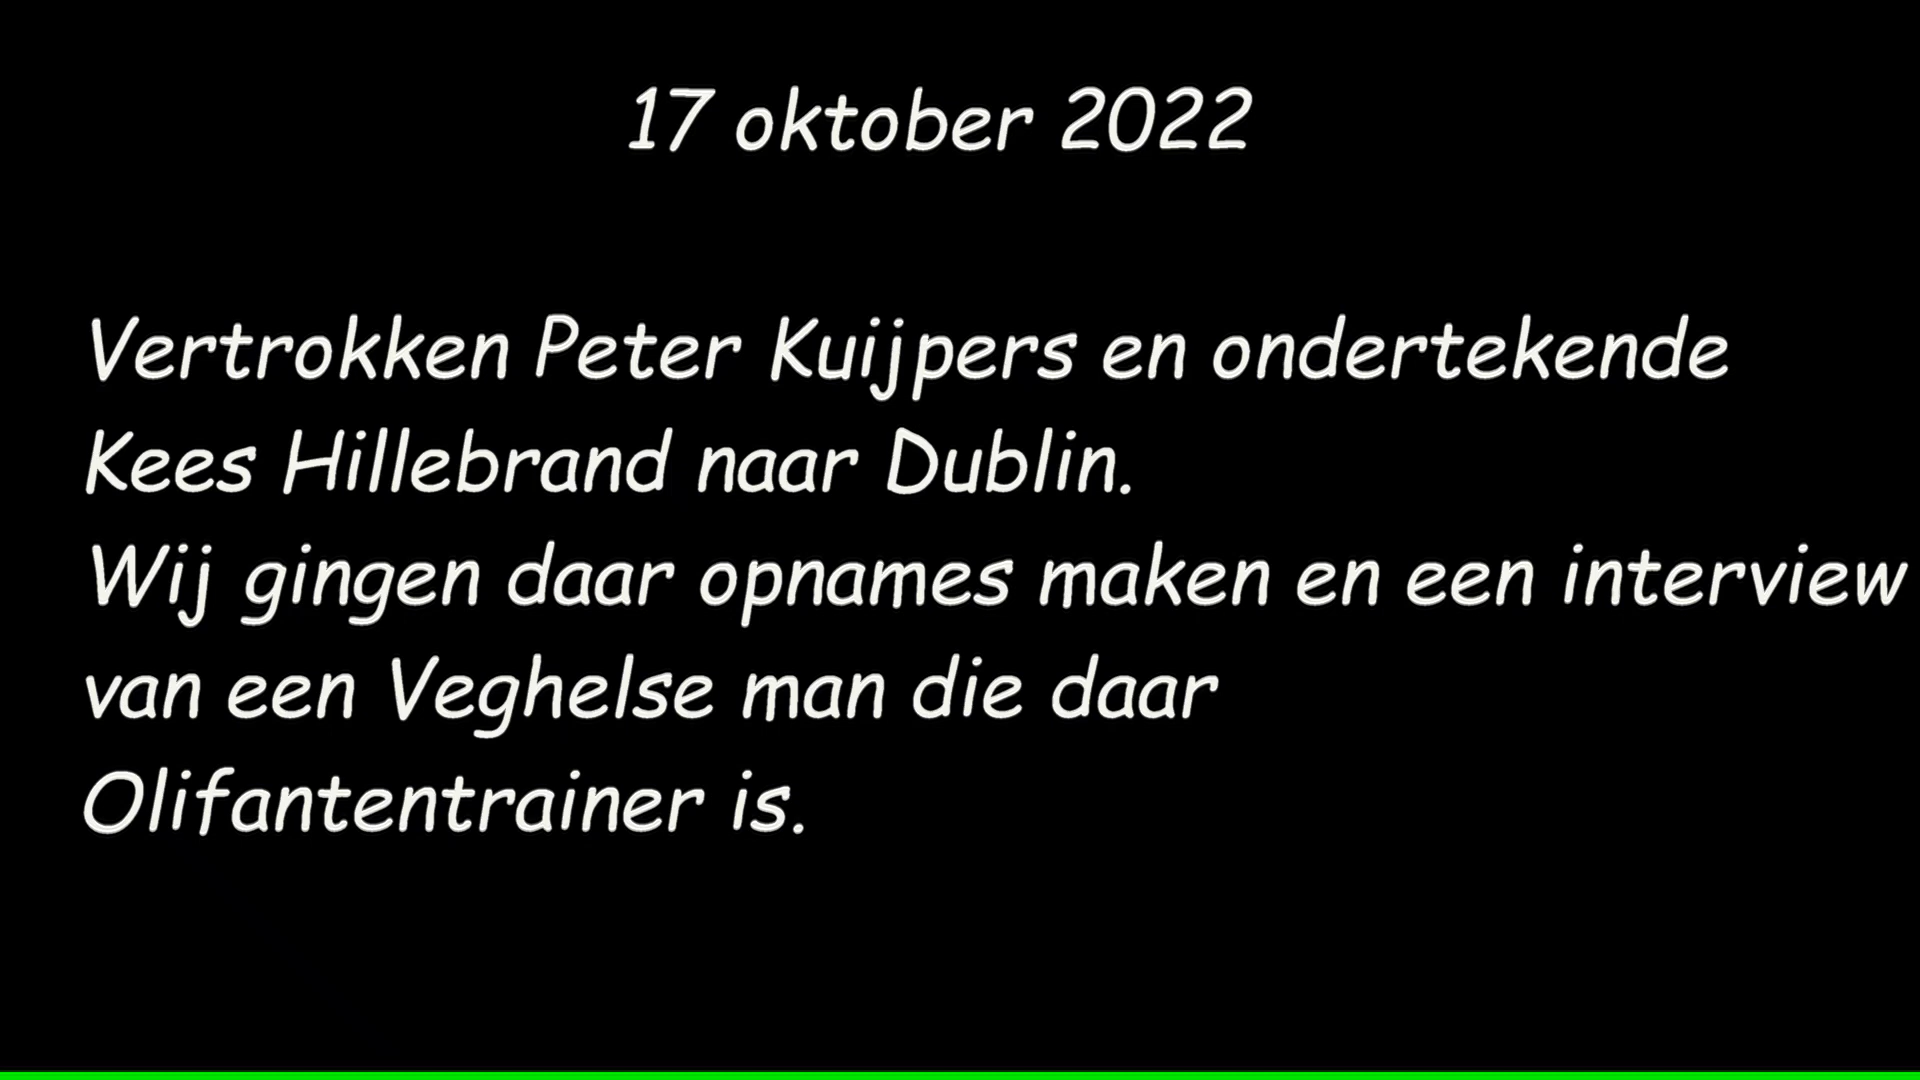 17 oktober 2022
Vertrokken Peter Kuijpers en ondertekende
Kees Hillebrand naar Dublin.
Wij gingen daar opnames maken en een interview
van een Veghelse man die daar
Olifantentrainer is.